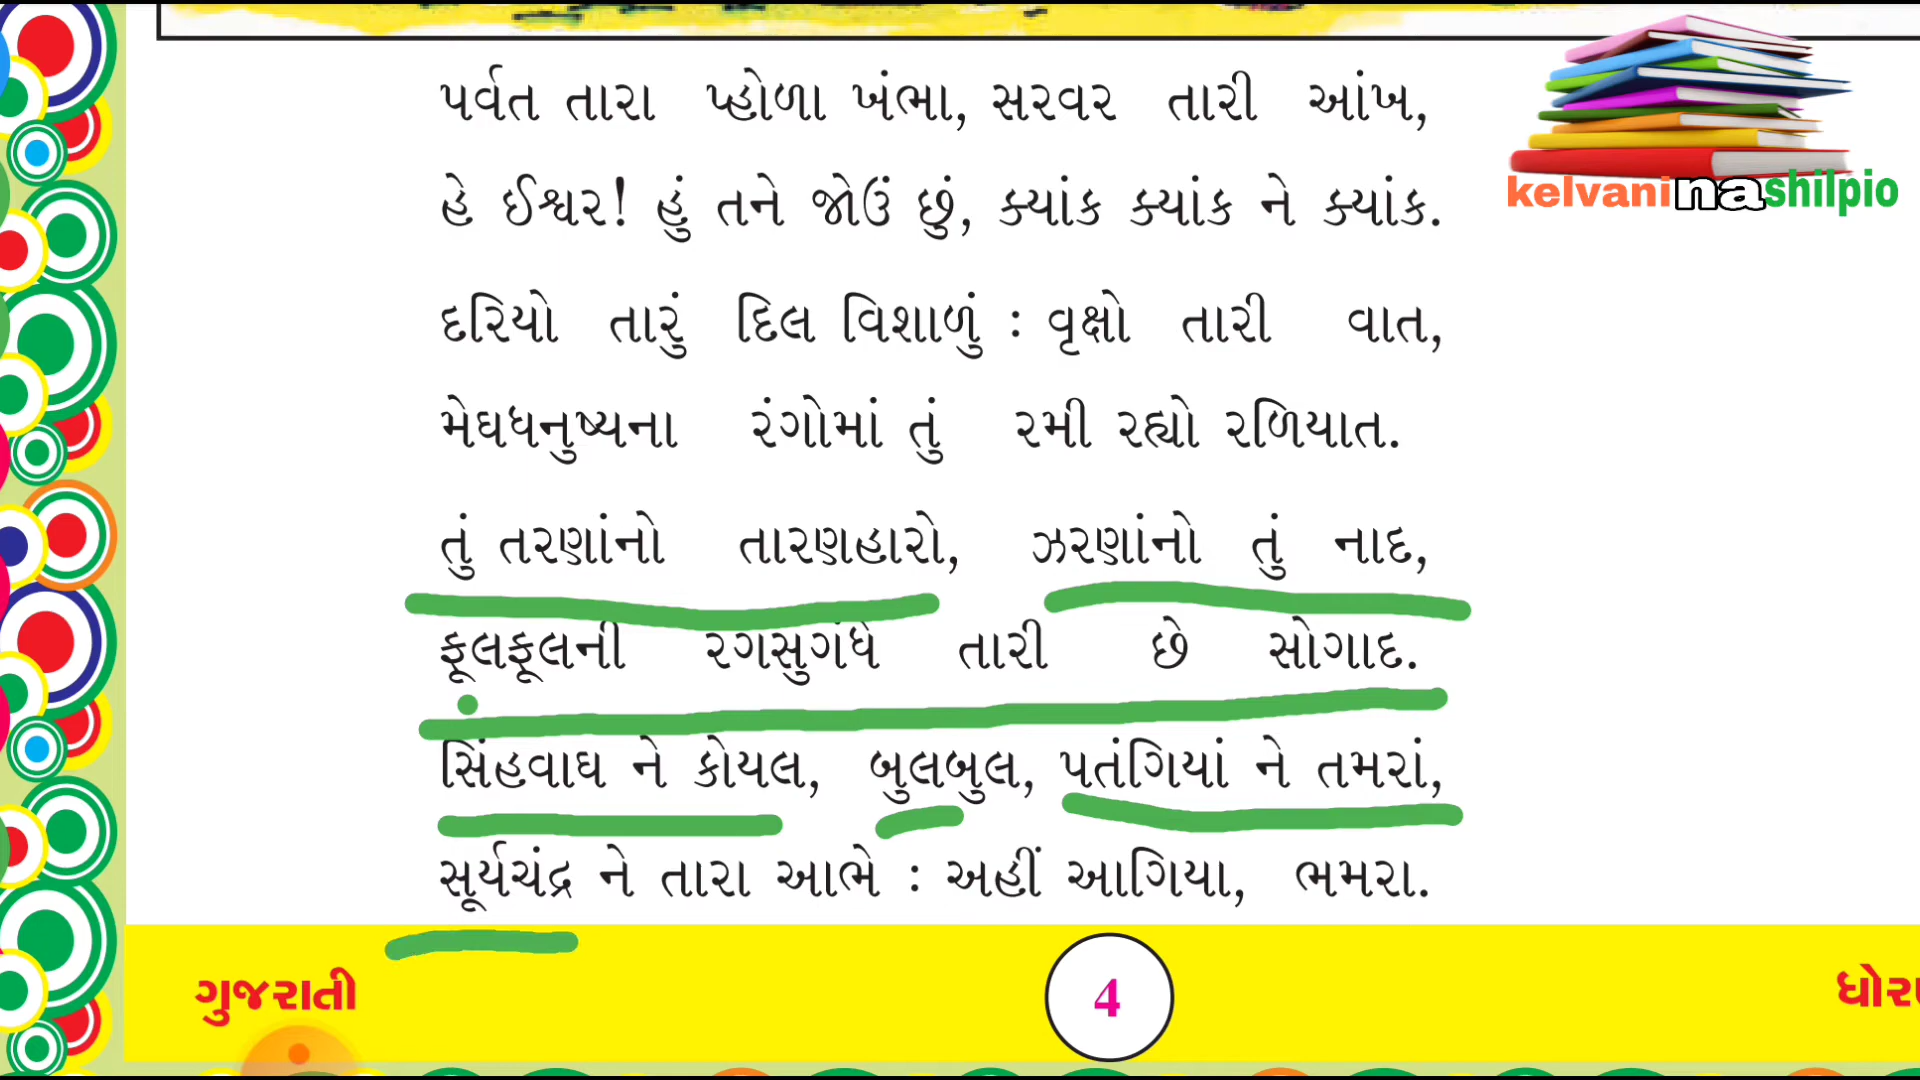 પર્વત તારા પ્હોળા ખંભા, સરવર તારી આંખ,
હે ઈશ્વર! હું તને જોઉં છું, ક્યાંક ક્યાંક ને ક્યાંક.
દરિયો તારું દિલ વિશાળું : વૃક્ષો તારી વાત,
મેઘધનુષ્યના રંગોમાં તું રમી રહ્યો રળિયાત.
તું તરણાંનો તારણહારો, ઝરણાંનો તું નાદ,
ફૂલફૂલની રગસુગંધે તારી છે સોગાદ.
સિંહવાઘ ને કોયલ, બુલબુલ, પતંગિયાં ને તમરાં,
સૂર્યચંદ્ર ને તારા આભે : અહીં આગિયા, ભમરા.
kelvaninashilpio
ગુજરાતી
4